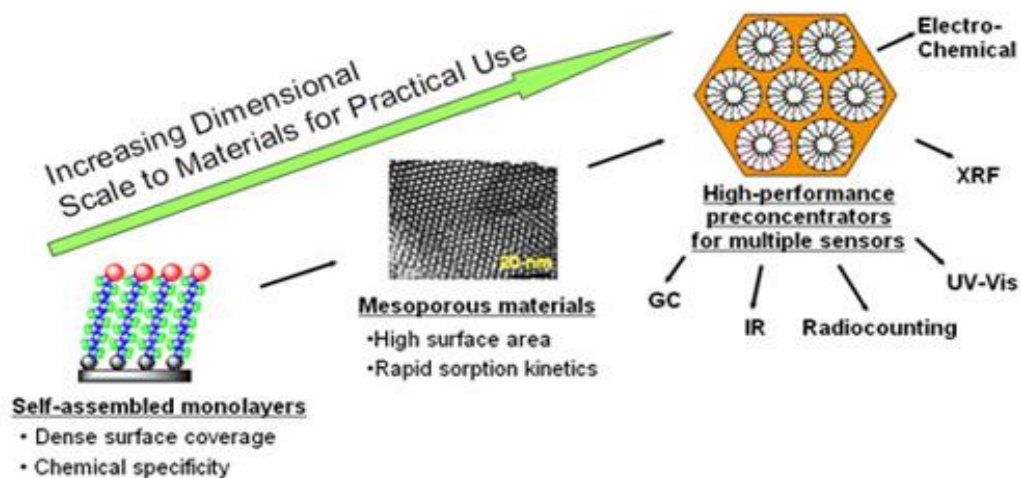 Increasing Dimensional
Scale to Materials for Practical Use
Electro-
Chemical
XRF
High-performance
preconcentrators
for multiple sensors
UV-Vis
GC
IR
Radiocounting
20 nm
Mesoporous materials
•High surface area
•Rapid sorption kinetics
Self-assembled monolayers
• Dense surface coverage
• Chemical specificity